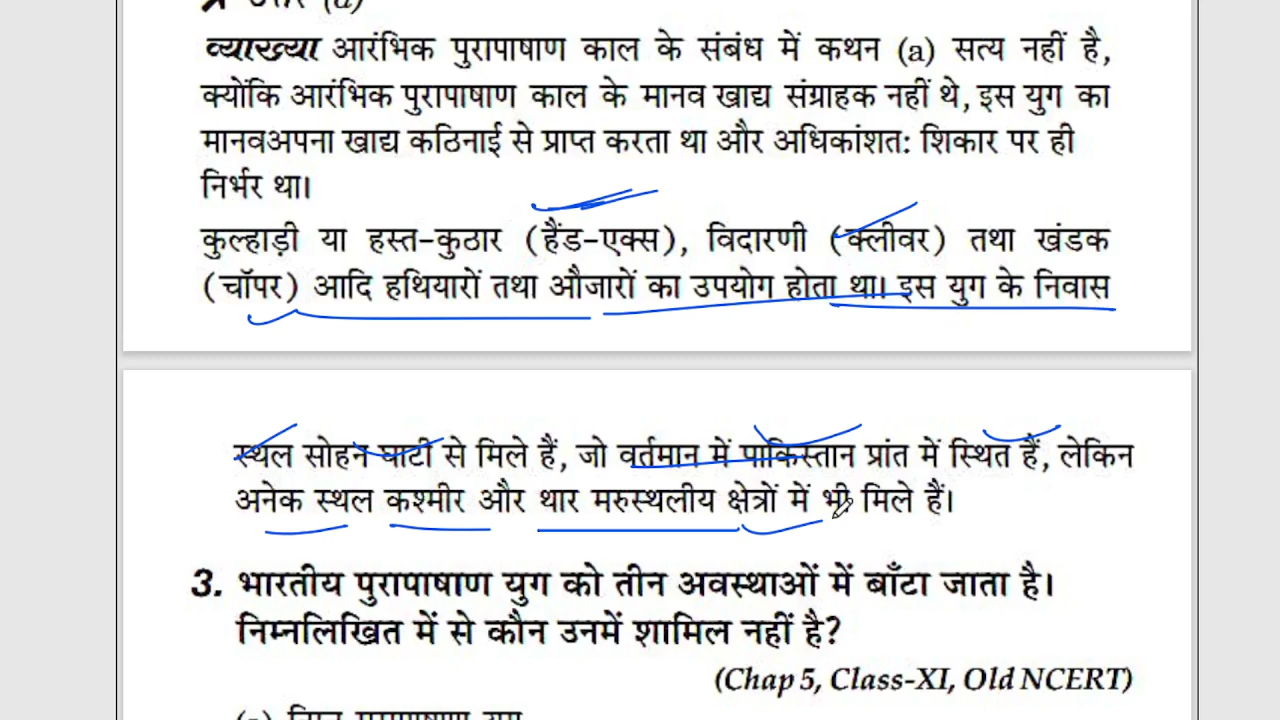 उत्तर (a)
व्याख्या आरंभिक पुरापाषाण काल के संबंध में कथन (a) सत्य नहीं है,
क्योंकि आरंभिक पुरापाषाण काल के मानव खाद्य संग्राहक नहीं थे, इस युग का
मानवअपना खाद्य कठिनाई से प्राप्त करता था और अधिकांशत: शिकार पर ही
निर्भर था।
कुल्हाड़ी या हस्त-कुठार (हैंड-एक्स), विदारणी (क्लीवर) तथा खंडक
(चॉपर) आदि हथियारों तथा औजारों का उपयोग होता था। इस युग के निवास
स्थल सोहन घाटी से मिले हैं, जो वर्तमान में पाकिस्तान प्रांत में स्थित हैं, लेकिन
अनेक स्थल कश्मीर और थार मरुस्थलीय क्षेत्रों में भी मिले हैं।
3. भारतीय पुरापाषाण युग को तीन अवस्थाओं में बाँटा जाता है।
निम्नलिखित में से कौन उनमें शामिल नहीं है?
(Chap 5, Class-XI, Old NCERT)